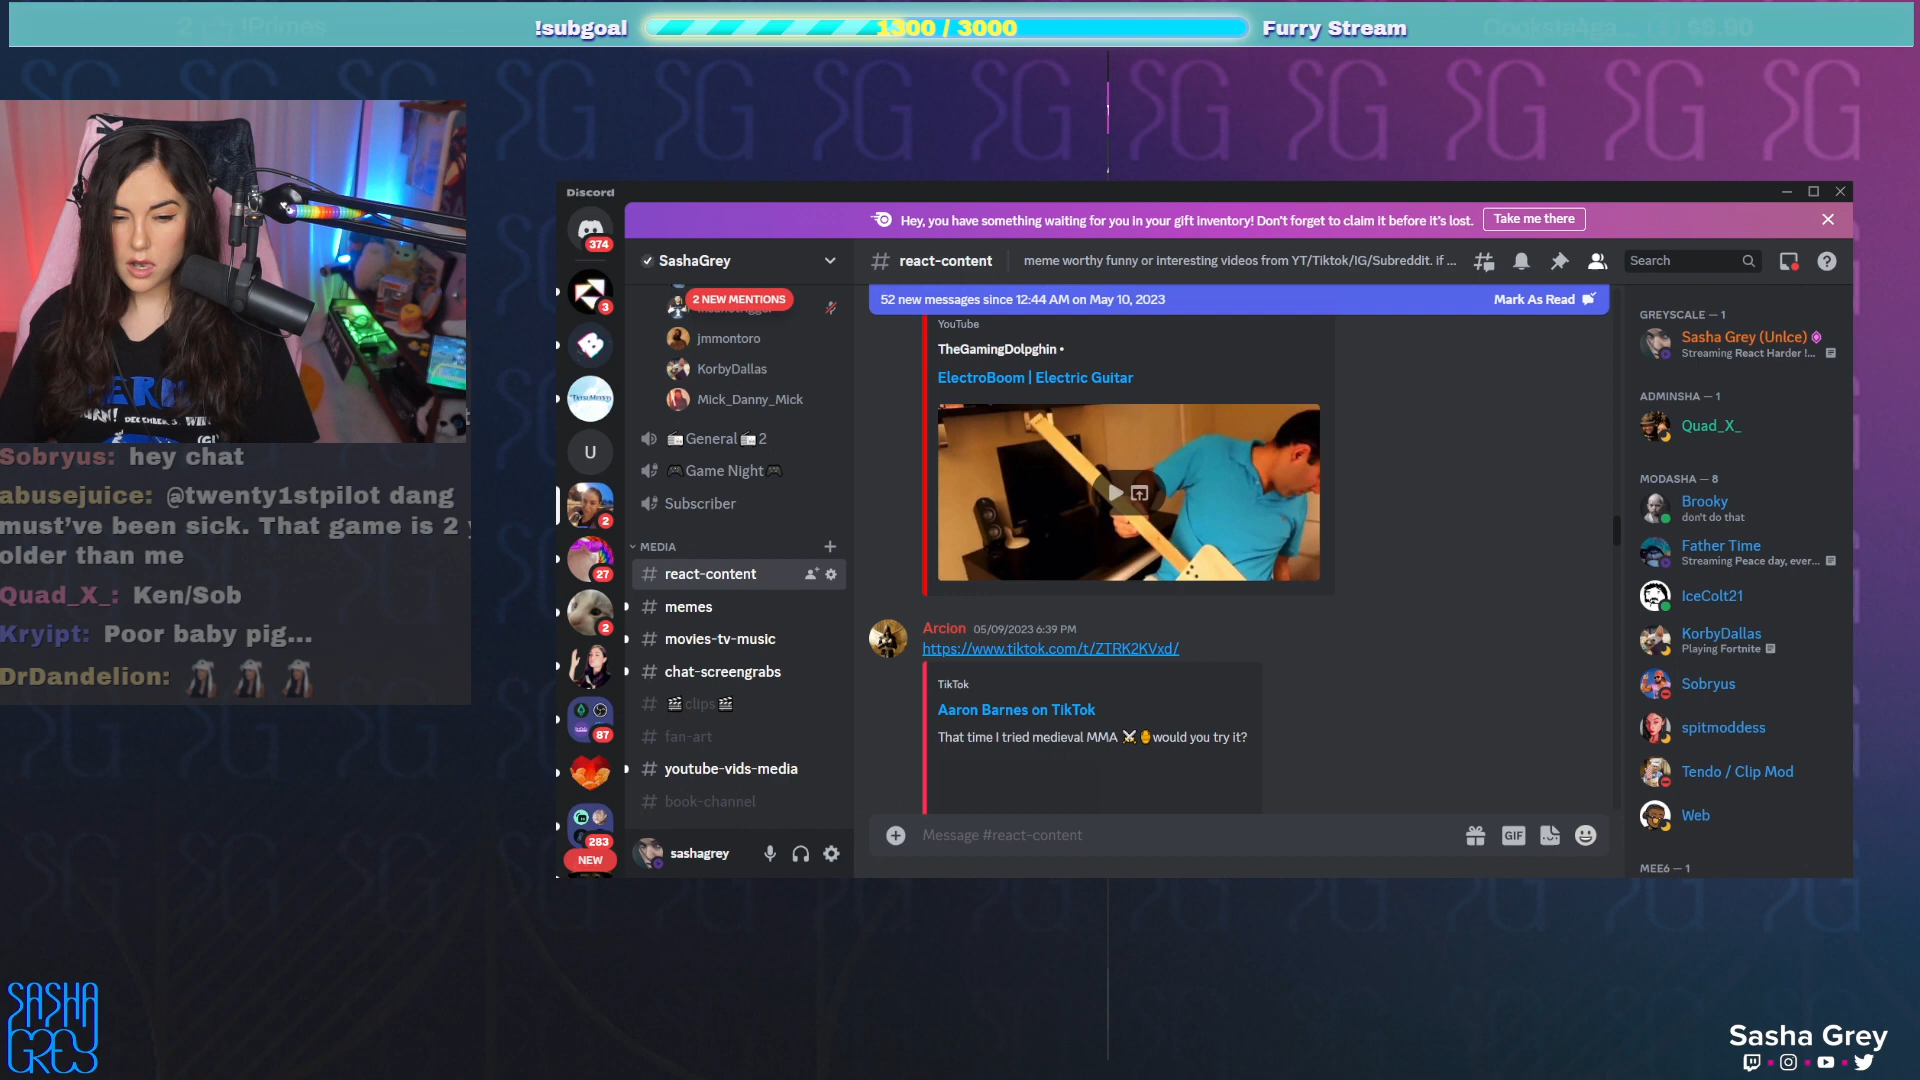 !subgoal 1300 / 3000 Furry Stream
Discord
374
Hey, you have something waiting for you in your gift inventory! Don't forget to claim it before it's lost. Take me there
SashaGrey
# react-content
meme worthy funny or interesting videos from YT/Tiktok/IG/Subreddit. if ...
Search
2 NEW MENTIONS
jmmontoro
KorbyDallas
Mick_Danny_Mick
General 2
Game Night
Subscriber
MEDIA
# react-content
# memes
# movies-tv-music
# chat-screengrabs
# clips
# fan-art
# youtube-vids-media
# book-channel
sashagrey
3
U
2
27
2
87
283
NEW
52 new messages since 12:44 AM on May 10, 2023 Mark As Read
YouTube
TheGamingDolpghin •
ElectroBoom | Electric Guitar
Arcion 05/09/2023 6:39 PM
https://www.tiktok.com/t/ZTRK2KVxd/
TikTok
Aaron Barnes on TikTok
That time I tried medieval MMA ⚔️✋would you try it?
Message #react-content
GIF
GREYSCALE — 1
Sasha Grey (Unlce)
Streaming React Harder !...
ADMINSHA — 1
Quad_X_
MODASHA — 8
Brooky
don't do that
Father Time
Streaming Peace day, ever...
IceColt21
KorbyDallas
Playing Fortnite
Sobryus
spitmoddess
Tendo / Clip Mod
Web
MEE6 — 1
Sobryus: hey chat
abusejuice: @twenty1stpilot dang
must've been sick. That game is 2
older than me
Quad_X_: Ken/Sob
Kryipt: Poor baby pig...
DrDandelion:
SASHA
GREY
Sasha Grey